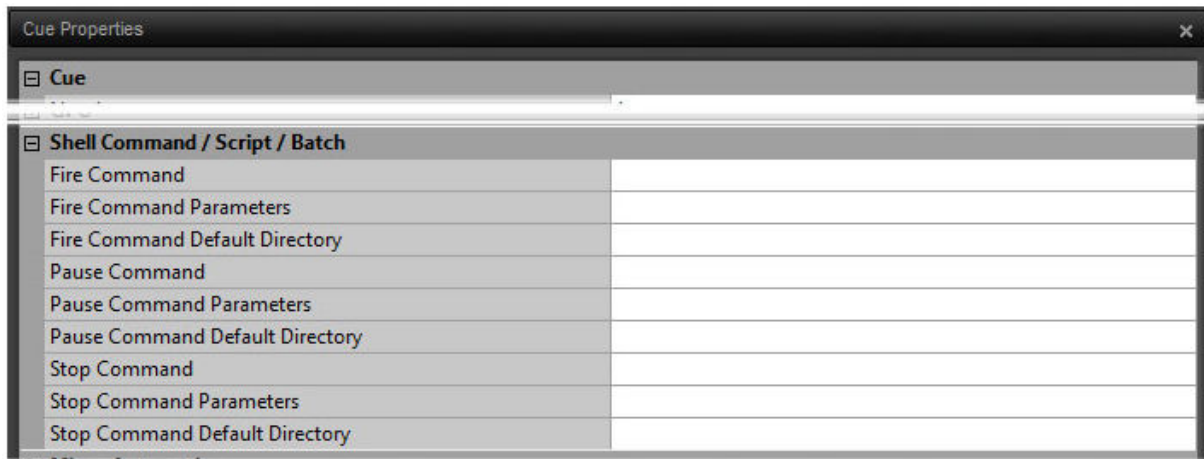 Cue Properties
Cue
Shell Command / Script / Batch
Fire Command
Fire Command Parameters
Fire Command Default Directory
Pause Command
Pause Command Parameters
Pause Command Default Directory
Stop Command
Stop Command Parameters
Stop Command Default Directory